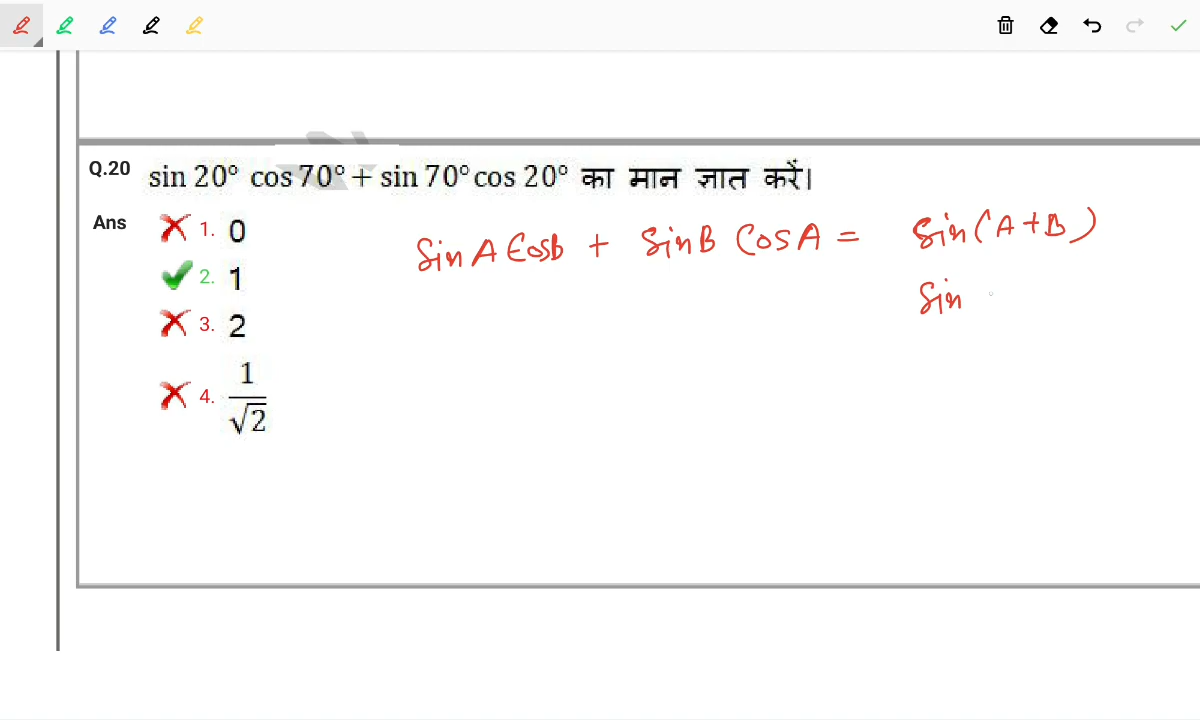 Q.20 sin 20° cos 70° + sin 70° cos 20° का मान ज्ञात करें।
Ans 1. 0
2. 1
3. 2
4. 1/√2
Sin A Cosb + SinB CosA = Sin(A+B)
Sin